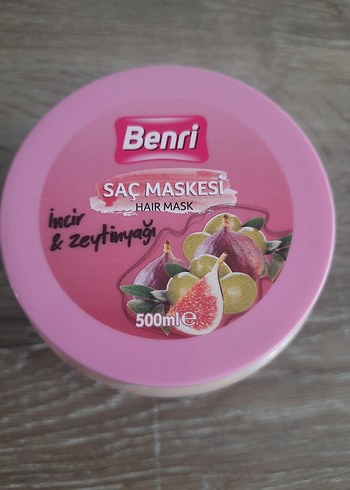 Benri
SAÇ MASKESİ
HAIR MASK
İncir
& zeytinyağı
500ml℮